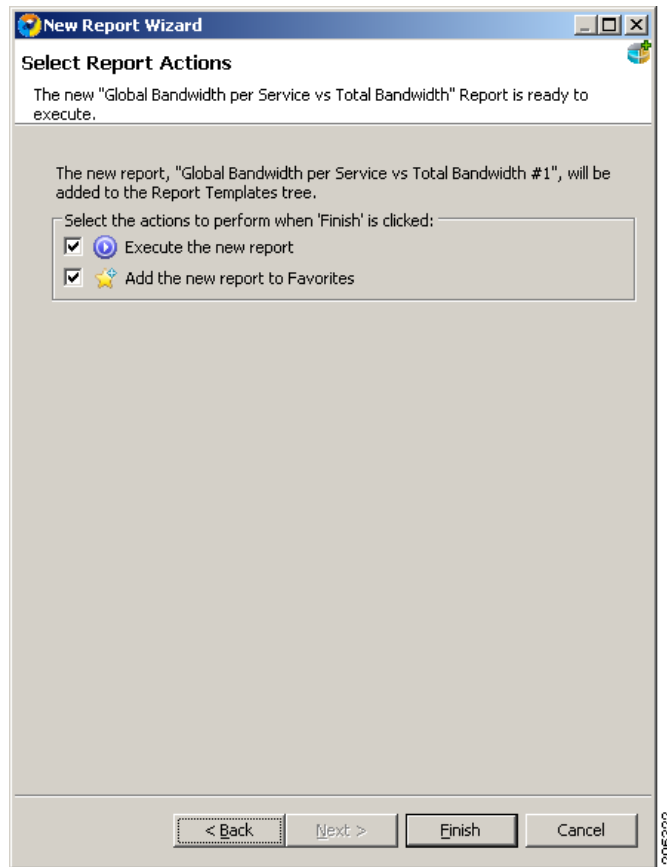 New Report Wizard
Select Report Actions
The new "Global Bandwidth per Service vs Total Bandwidth" Report is ready to
execute.
The new report, "Global Bandwidth per Service vs Total Bandwidth #1", will be
added to the Report Templates tree.
Select the actions to perform when 'Finish' is clicked:
Execute the new report
Add the new report to Favorites
< Back
Next >
Finish
Cancel